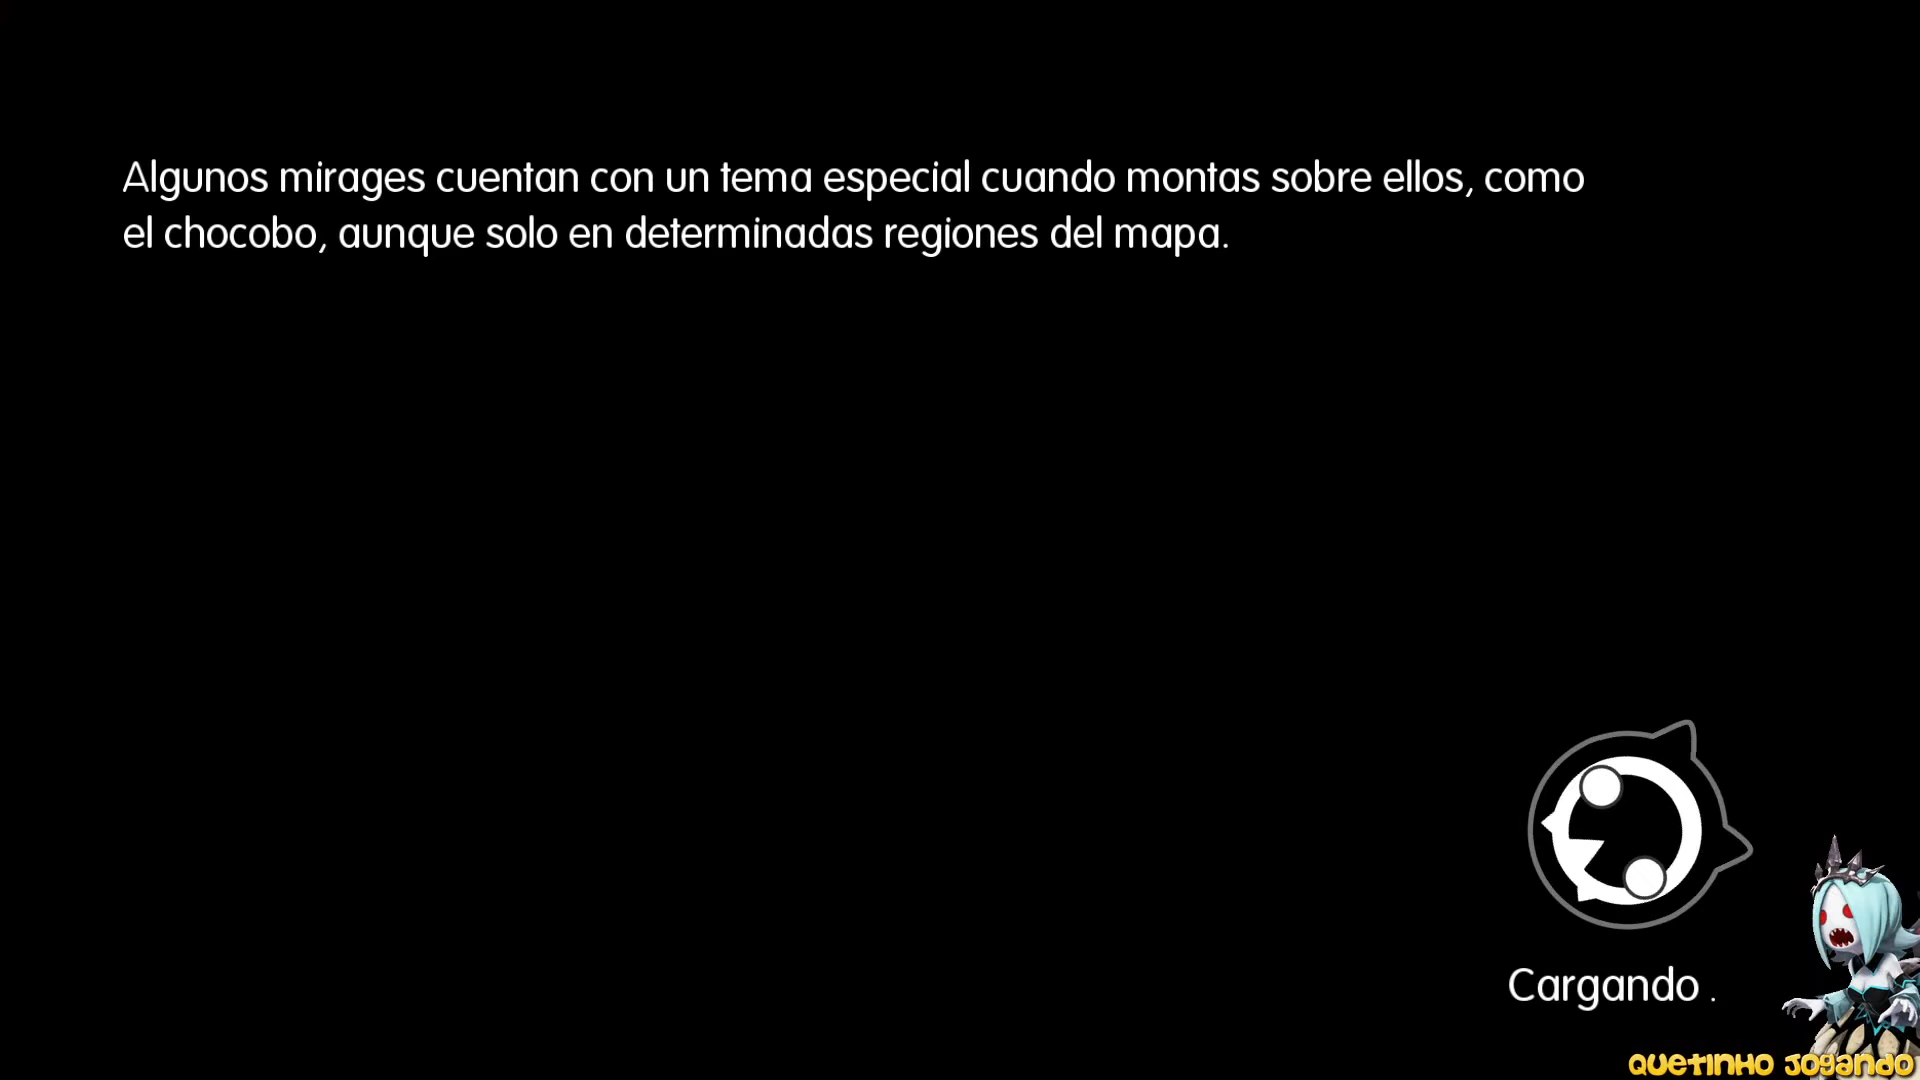 Algunos mirages cuentan con un tema especial cuando montas sobre ellos, como
el chocobo, aunque solo en determinadas regiones del mapa.
Cargando .
QUETINHO JOGANDO